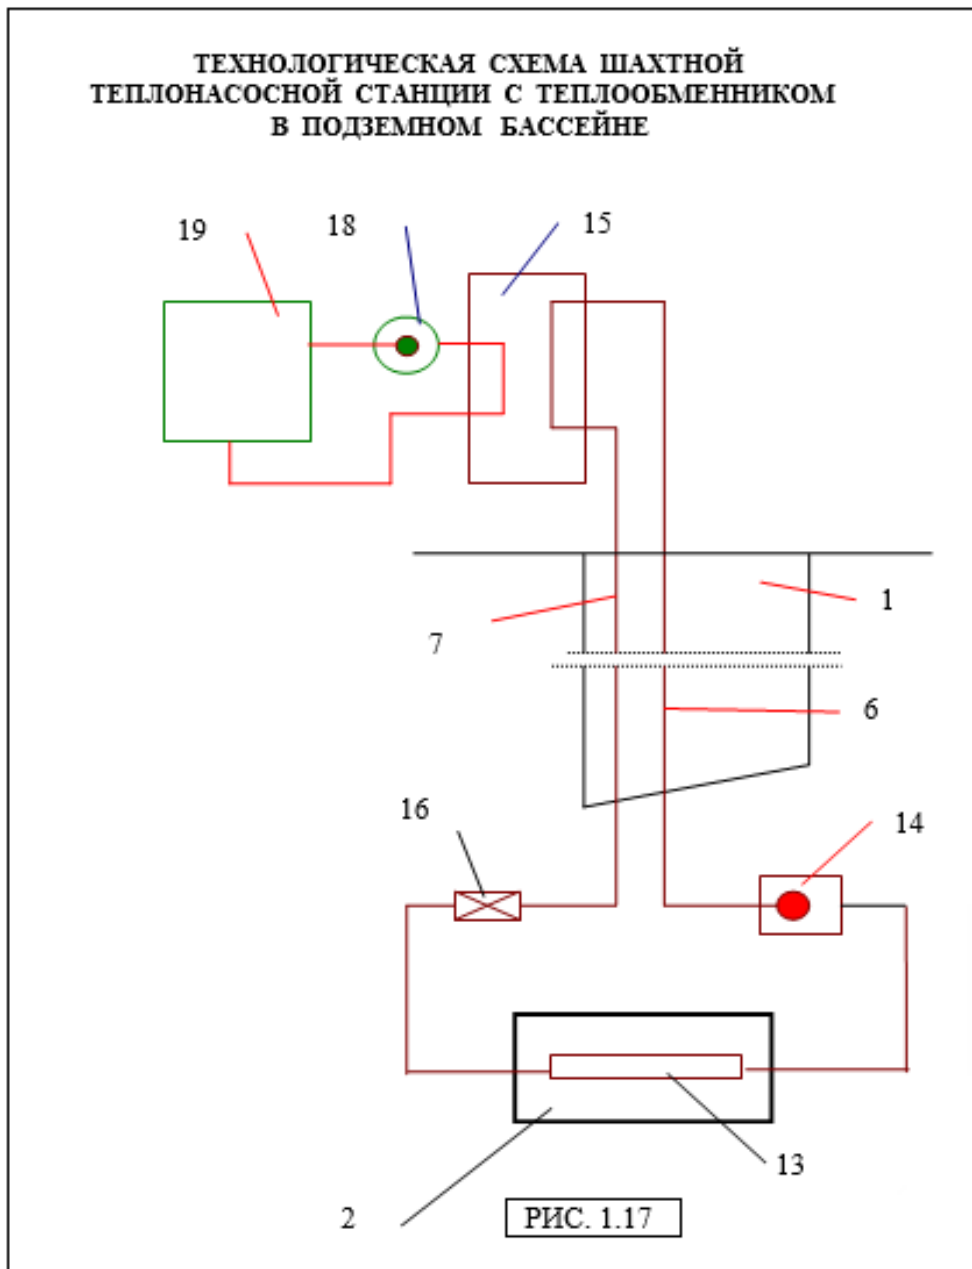 ТЕХНОЛОГИЧЕСКАЯ СХЕМА ШАХТНОЙ
ТЕПЛОНАСОСНОЙ СТАНЦИИ С ТЕПЛООБМЕННИКОМ
В ПОДЗЕМНОМ БАССЕЙНЕ
19
18
15
1
7
6
16
14
13
2
РИС. 1.17